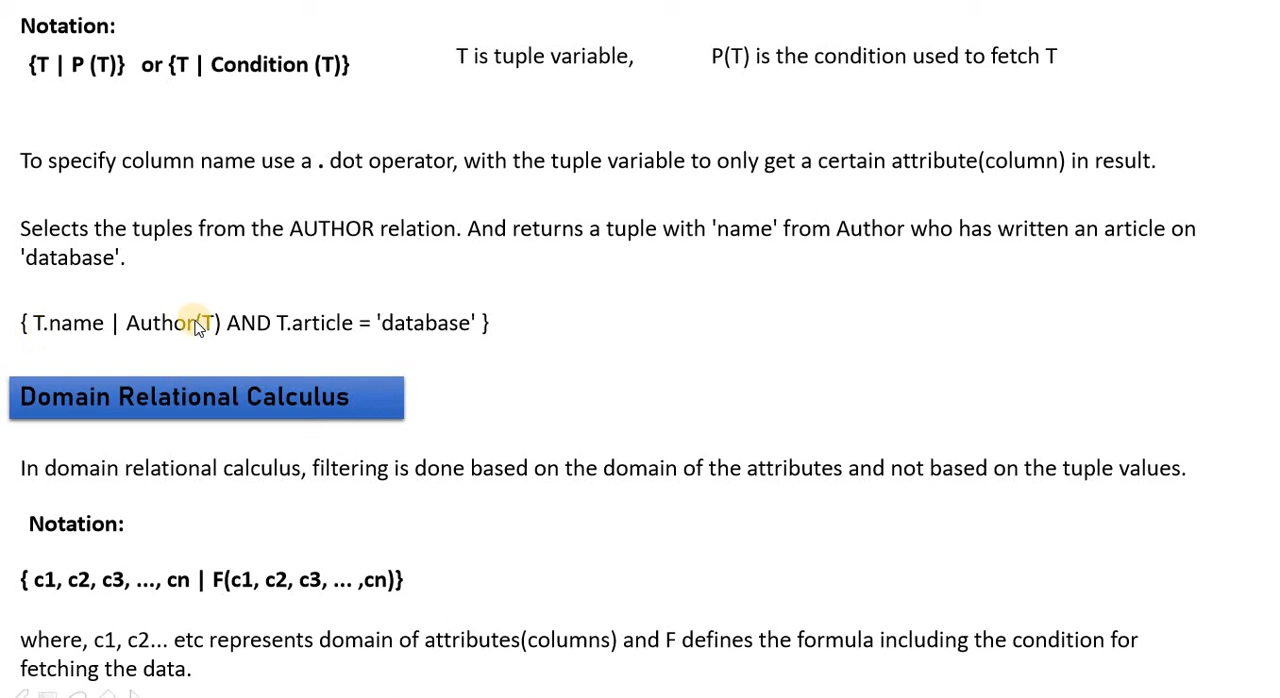 Notation:
{T | P (T)} or {T | Condition (T)} T is tuple variable, P(T) is the condition used to fetch T
To specify column name use a . dot operator, with the tuple variable to only get a certain attribute(column) in result.
Selects the tuples from the AUTHOR relation. And returns a tuple with 'name' from Author who has written an article on
'database'.
{ T.name | Author(T) AND T.article = 'database' }
Domain Relational Calculus
In domain relational calculus, filtering is done based on the domain of the attributes and not based on the tuple values.
Notation:
{ c1, c2, c3, ..., cn | F(c1, c2, c3, ... ,cn)}
where, c1, c2... etc represents domain of attributes(columns) and F defines the formula including the condition for
fetching the data.